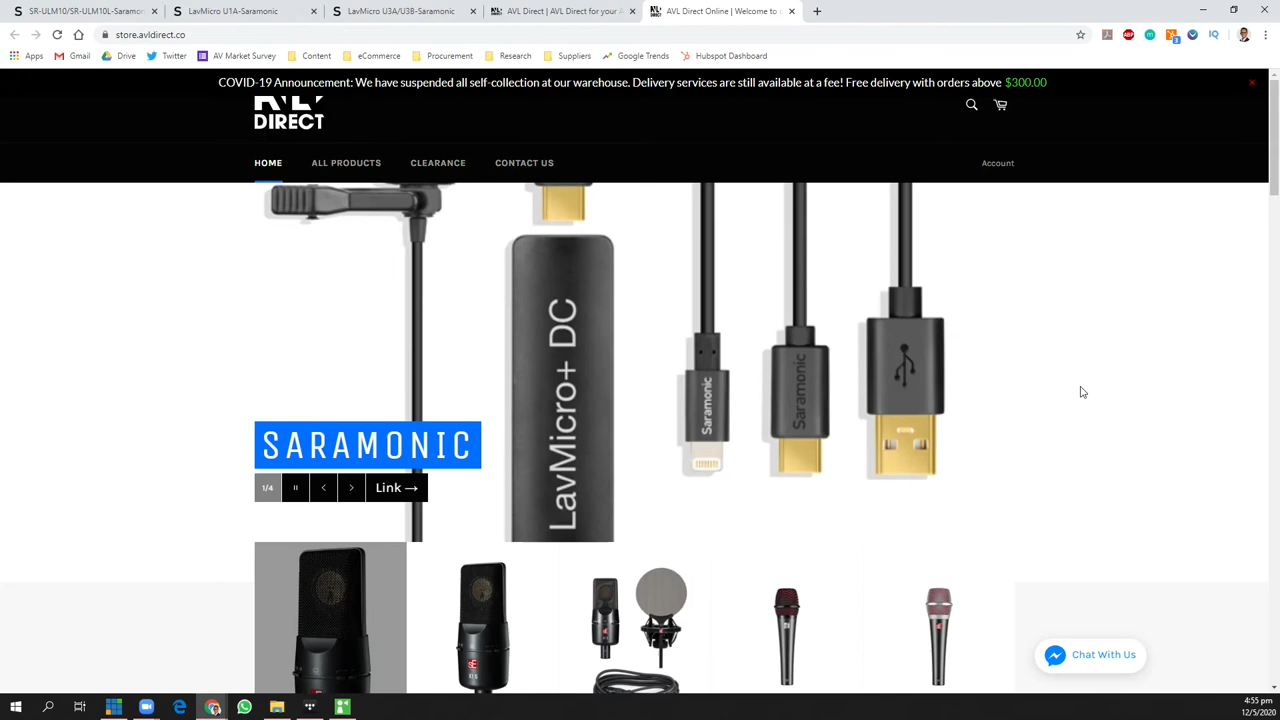 SR-ULM10/SR-ULM10L-Saramon
LavMicro U1A-Saramonic
LavMicro U3A/U3B-Saramonic
AVL Direct | AVL Direct for your A
AVL Direct Online | Welcome to
store.avldirect.co
Apps
Gmail
Drive
Twitter
AV Market Survey
Content
eCommerce
Procurement
Research
Suppliers
Google Trends
Hubspot Dashboard
COVID-19 Announcement: We have suspended all self-collection at our warehouse. Delivery services are still available at a fee! Free delivery with orders above $300.00
DIRECT
HOME
ALL PRODUCTS
CLEARANCE
CONTACT US
Account
LavMicro+ DC
Saramonic
Saramonic
SARAMONIC
1/4
Link →
Chat With Us
4:55 pm
12/5/2020